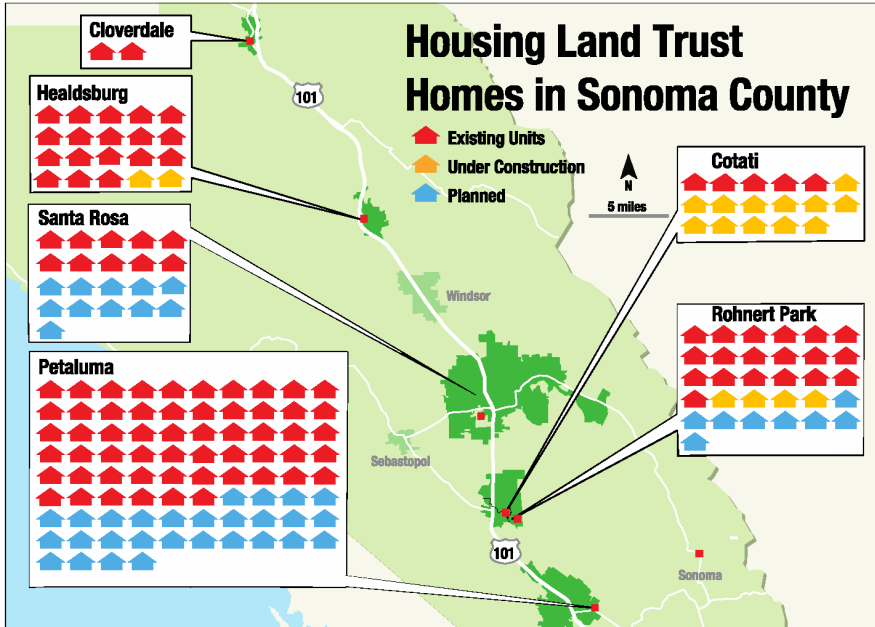 Cloverdale
Housing Land Trust
Homes in Sonoma County
Healdsburg
101
Existing Units
Under Construction
Planned
N
5 miles
Cotati
Santa Rosa
Windsor
Rohnert Park
Petaluma
Sebastopol
101
Sonoma